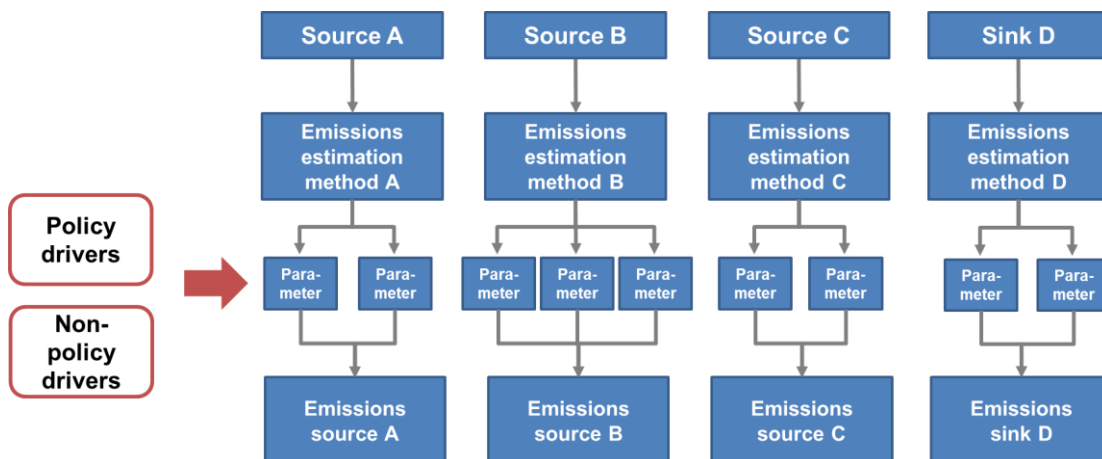 Source A
Source B
Source C
Sink D
Emissions
estimation
method A
Emissions
estimation
method B
Emissions
estimation
method C
Emissions
estimation
method D
Policy
drivers
Non-
policy
drivers
Para-
meter
Para-
meter
Para-
meter
Para-
meter
Para-
meter
Para-
meter
Para-
meter
Para-
meter
Para-
meter
Emissions
source A
Emissions
source B
Emissions
source C
Emissions
sink D